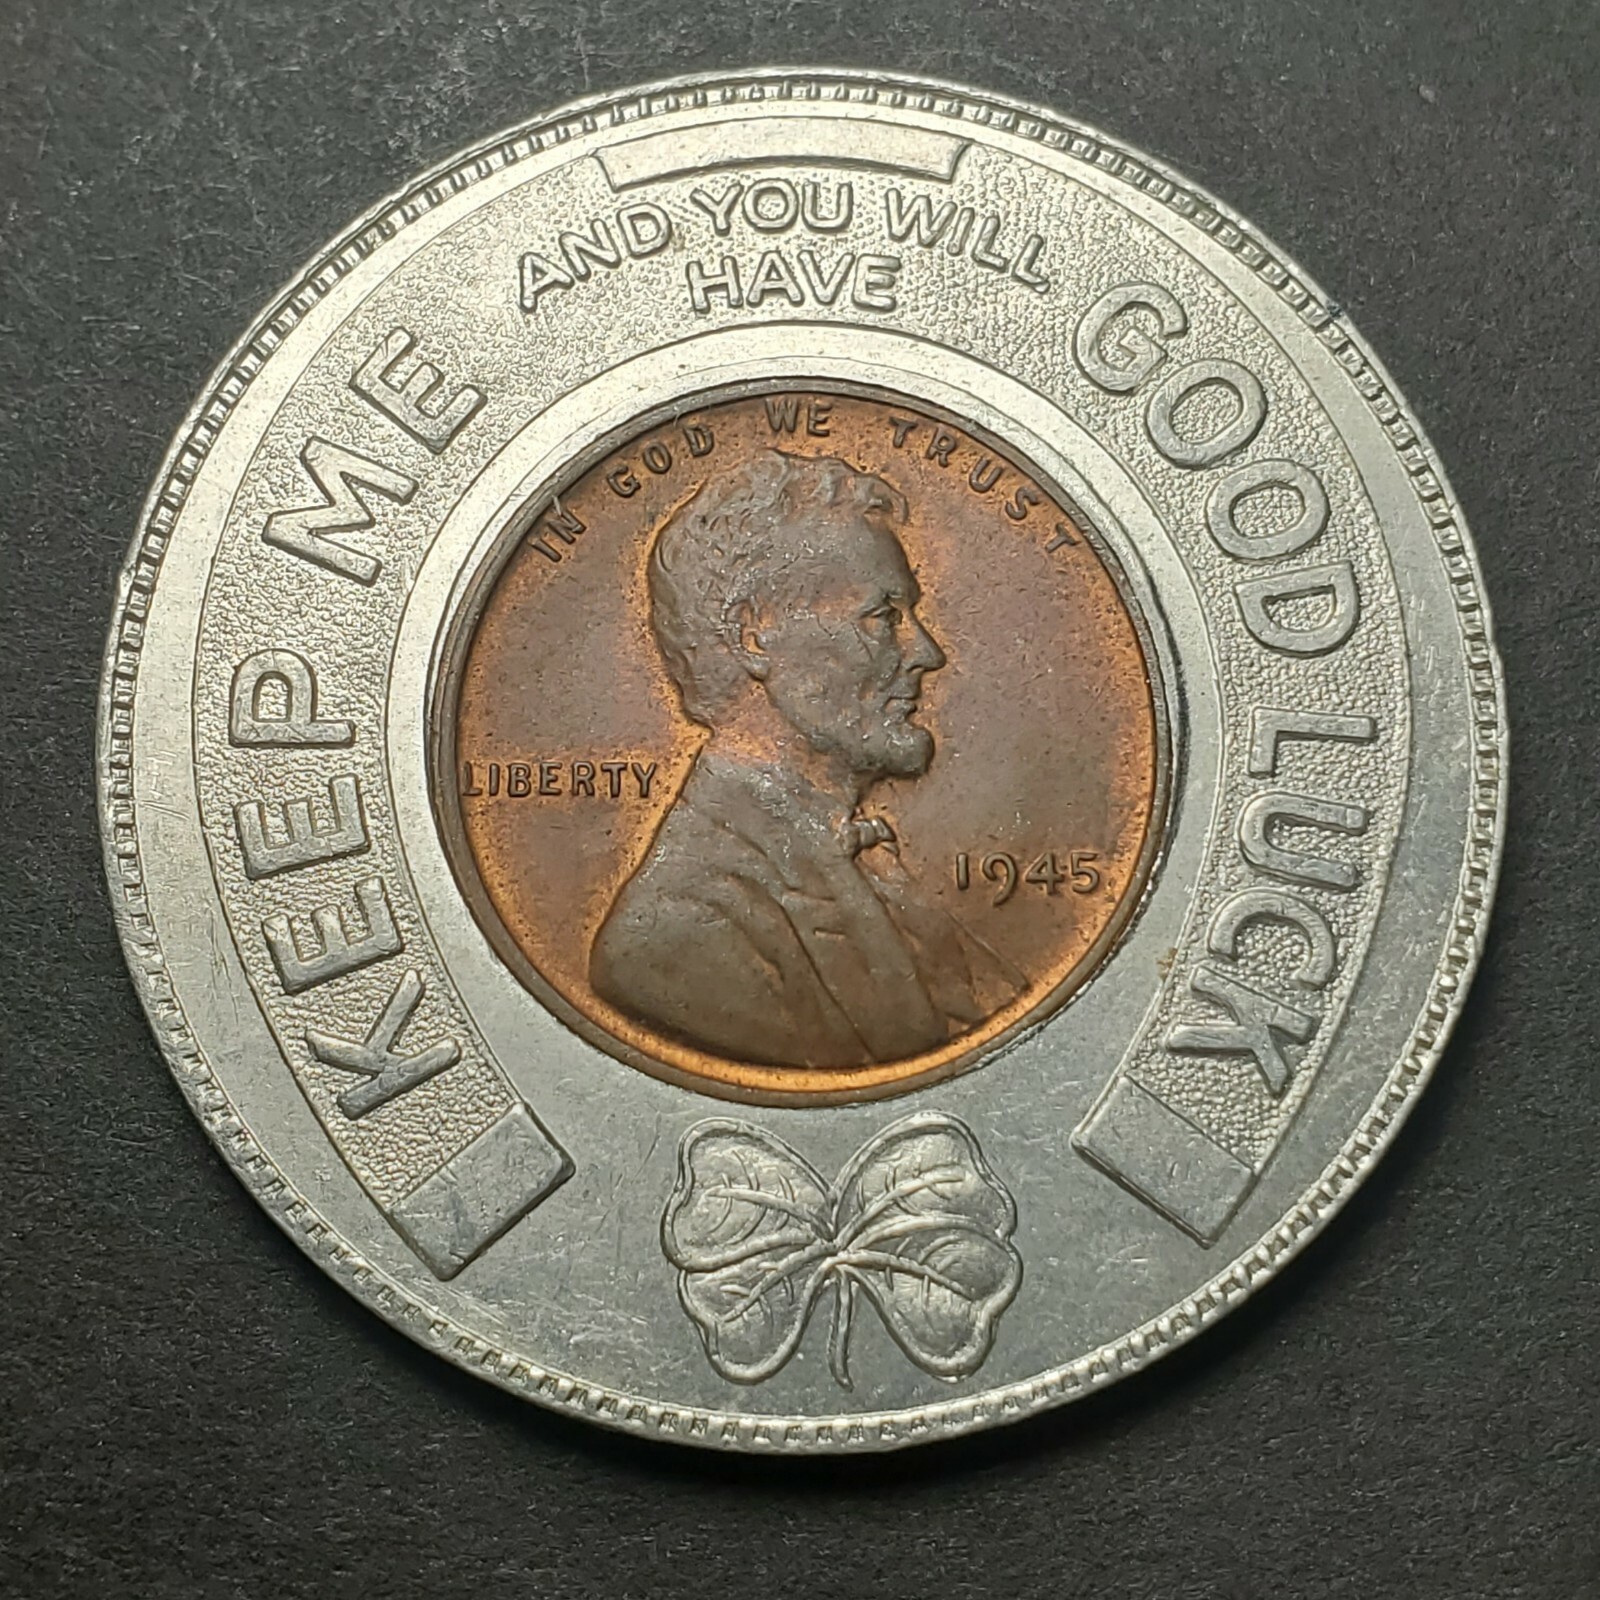 KEEP ME
AND YOU WILL
HAVE
GOOD LUCK
IN GOD WE TRUST
LIBERTY
1945